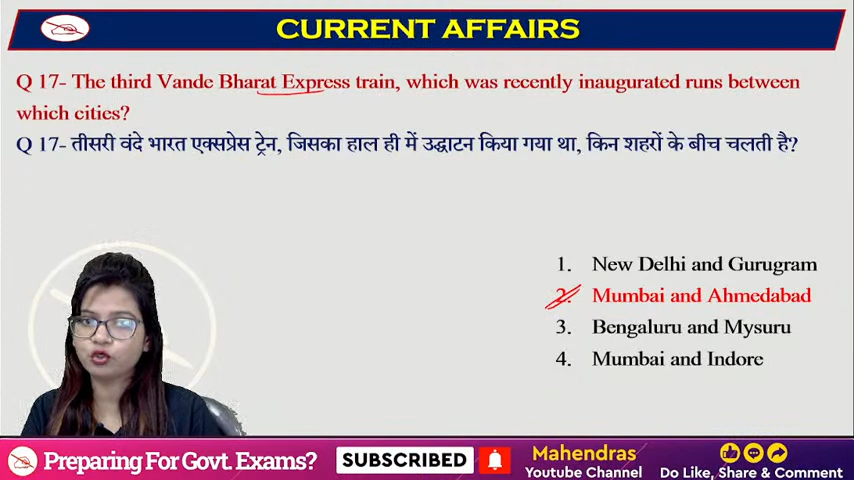 CURRENT AFFAIRS
Q 17- The third Vande Bharat Express train, which was recently inaugurated runs between
which cities?
Q 17- तीसरी वंदे भारत एक्सप्रेस ट्रेन, जिसका हाल ही में उद्घाटन किया गया था, किन शहरों के बीच चलती है?
1. New Delhi and Gurugram
2. Mumbai and Ahmedabad
3. Bengaluru and Mysuru
4. Mumbai and Indore
Preparing For Govt. Exams?
SUBSCRIBED
Mahendras
Youtube Channel
Do Like, Share & Comment